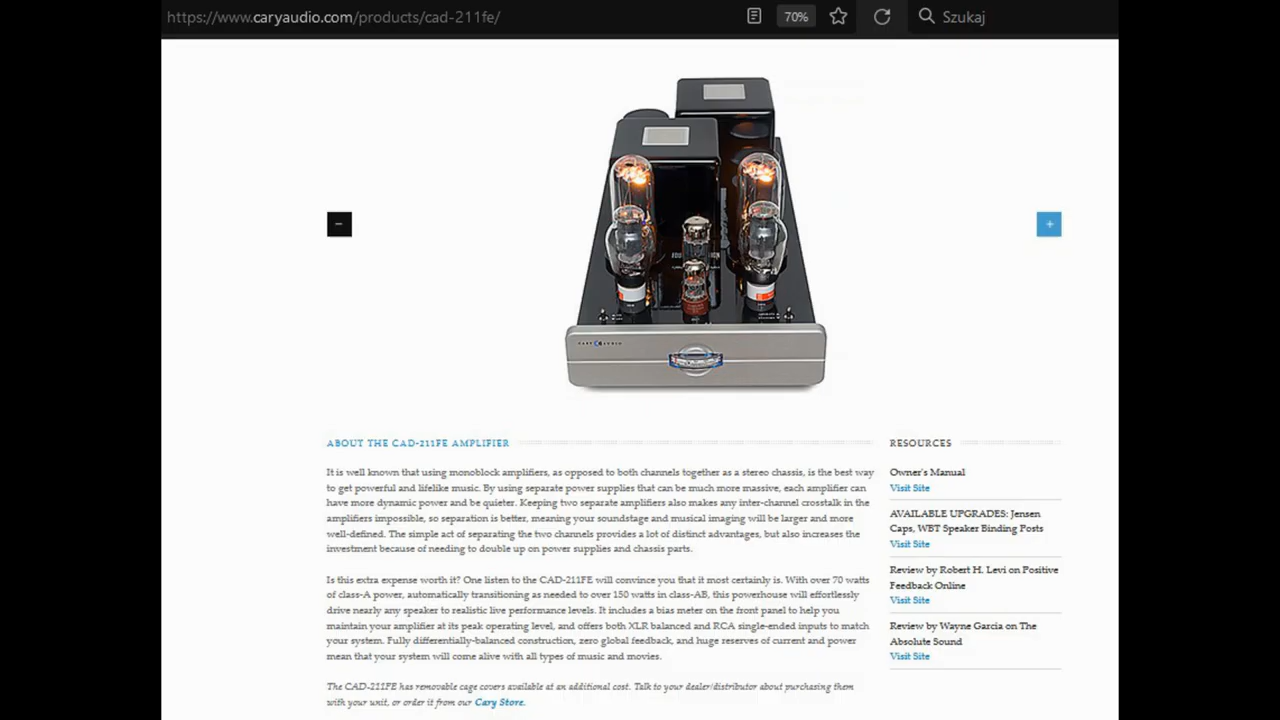 https://www.caryaudio.com/products/cad-211fe/
70%
Szukaj
CARY AUDIO
ABOUT THE CAD-211FE AMPLIFIER
It is well known that using monoblock amplifiers, as opposed to both channels together as a stereo chassis, is the best way
to get powerful and lifelike music. By using separate power supplies that can be much more massive, each amplifier can
have more dynamic power and be quieter. Keeping two separate amplifiers also makes any inter-channel crosstalk in the
amplifiers impossible, so separation is better, meaning your soundstage and musical imaging will be larger and more
well-defined. The simple act of separating the two channels provides a lot of distinct advantages, but also increases the
investment because of needing to double up on power supplies and chassis parts.
Is this extra expense worth it? One listen to the CAD-211FE will convince you that it most certainly is. With over 70 watts
of class-A power, automatically transitioning as needed to over 150 watts in class-AB, this powerhouse will effortlessly
drive nearly any speaker to realistic live performance levels. It includes a bias meter on the front panel to help you
maintain your amplifier at its peak operating level, and offers both XLR balanced and RCA single-ended inputs to match
your system. Fully differentially-balanced construction, zero global feedback, and huge reserves of current and power
mean that your system will come alive with all types of music and movies.
The CAD-211FE has removable cage covers available at an additional cost. Talk to your dealer/distributor about purchasing them
with your unit, or order it from our Cary Store.
RESOURCES
Owner's Manual
Visit Site
AVAILABLE UPGRADES: Jensen
Caps, WBT Speaker Binding Posts
Visit Site
Review by Robert H. Levi on Positive
Feedback Online
Visit Site
Review by Wayne Garcia on The
Absolute Sound
Visit Site